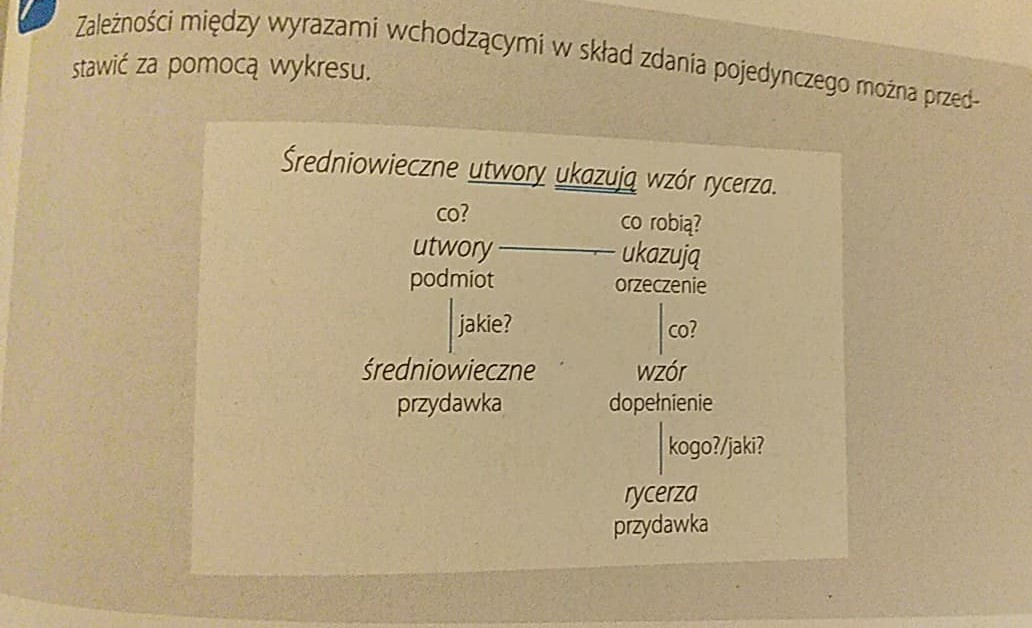 Zależności między wyrazami wchodzącymi w skład zdania pojedynczego można przed-
stawić za pomocą wykresu.
Średniowieczne utwory ukazują wzór rycerza.
co? co robią?
utwory ukazują
podmiot orzeczenie
jakie? co?
średniowieczne wzór
przydawka dopełnienie
kogo?/jaki?
rycerza
przydawka